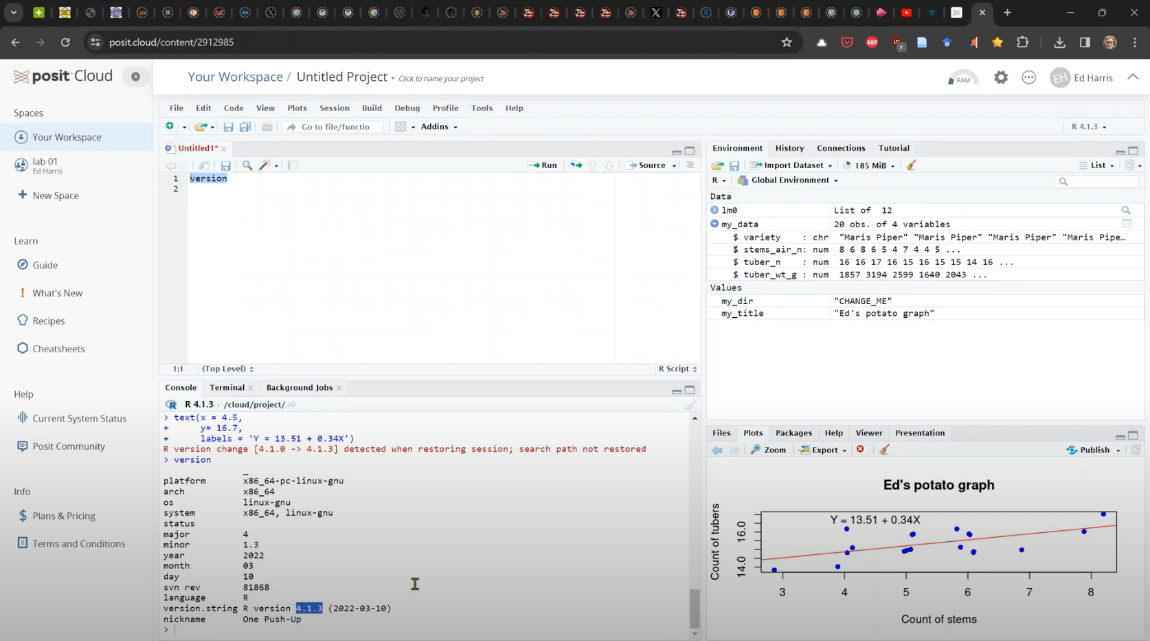 posit.cloud/content/2912985
7
posit Cloud
Your Workspace / Untitled Project • Click to name your project
RAM
EH Ed Harris
Spaces
Your Workspace
lab 01
Ed Harris
+ New Space
Learn
Guide
What's New
Recipes
Cheatsheets
Help
Current System Status
Posit Community
Info
Plans & Pricing
Terms and Conditions
File Edit Code View Plots Session Build Debug Profile Tools Help
Go to file/functio
Addins
R 4.1.3
Untitled1*
Run
Source
1 version
2
1:1 (Top Level) R Script
Console Terminal Background Jobs
R 4.1.3 · /cloud/project/
> text(x = 4.5,
+ y= 16.7,
+ labels = 'Y = 13.51 + 0.34X')
R version change [4.1.0 -> 4.1.3] detected when restoring session; search path not restored
> version
_
platform x86_64-pc-linux-gnu
arch x86_64
os linux-gnu
system x86_64, linux-gnu
status
major 4
minor 1.3
year 2022
month 03
day 10
svn rev 81868
language R
version.string R version 4.1.3 (2022-03-10)
nickname One Push-Up
>
Environment History Connections Tutorial
Import Dataset
185 MiB
List
R Global Environment
Data
lm0 List of 12
my_data 20 obs. of 4 variables
$ variety : chr "Maris Piper" "Maris Piper" "Maris Piper" "Maris Pipe…
$ stems_air_n: num 8 6 8 6 5 4 7 4 4 5 ...
$ tuber_n : num 16 16 17 16 15 16 15 15 14 16 ...
$ tuber_wt_g : num 1857 3194 2599 1640 2043 ...
Values
my_dir "CHANGE_ME"
my_title "Ed's potato graph"
Files Plots Packages Help Viewer Presentation
Zoom Export Publish
Ed's potato graph
Y = 13.51 + 0.34X
Count of tubers
16.0
14.0
3 4 5 6 7 8
Count of stems